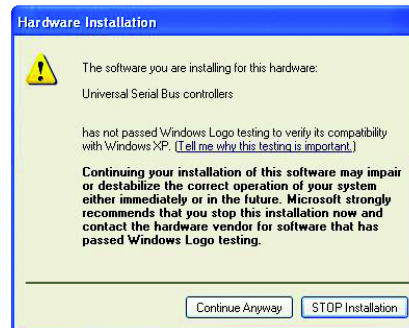 Hardware Installation
The software you are installing for this hardware:
Universal Serial Bus controllers
has not passed Windows Logo testing to verify its compatibility
with Windows XP. (Tell me why this testing is important.)
Continuing your installation of this software may impair
or destabilize the correct operation of your system
either immediately or in the future. Microsoft strongly
recommends that you stop this installation now and
contact the hardware vendor for software that has
passed Windows Logo testing.
Continue Anyway STOP Installation